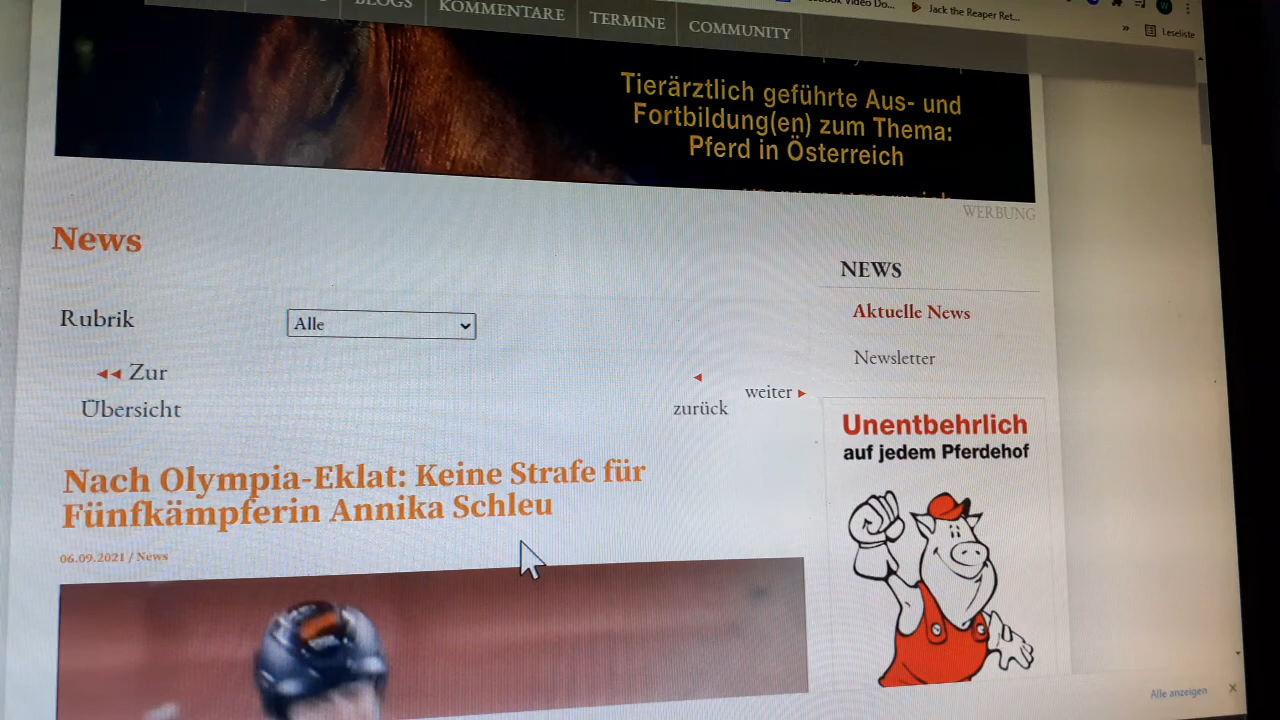 BLOGS
KOMMENTARE
TERMINE
COMMUNITY
Jack the Reaper Ret...
»
Leseliste
Tierärztlich geführte Aus- und
Fortbildung(en) zum Thema:
Pferd in Österreich
WERBUNG
News
Rubrik
Alle
Zur
Übersicht
zurück
weiter
Nach Olympia-Eklat: Keine Strafe für
Fünfkämpferin Annika Schleu
06.09.2021 / News
NEWS
Aktuelle News
Newsletter
Unentbehrlich
auf jedem Pferdehof
Alle anzeigen